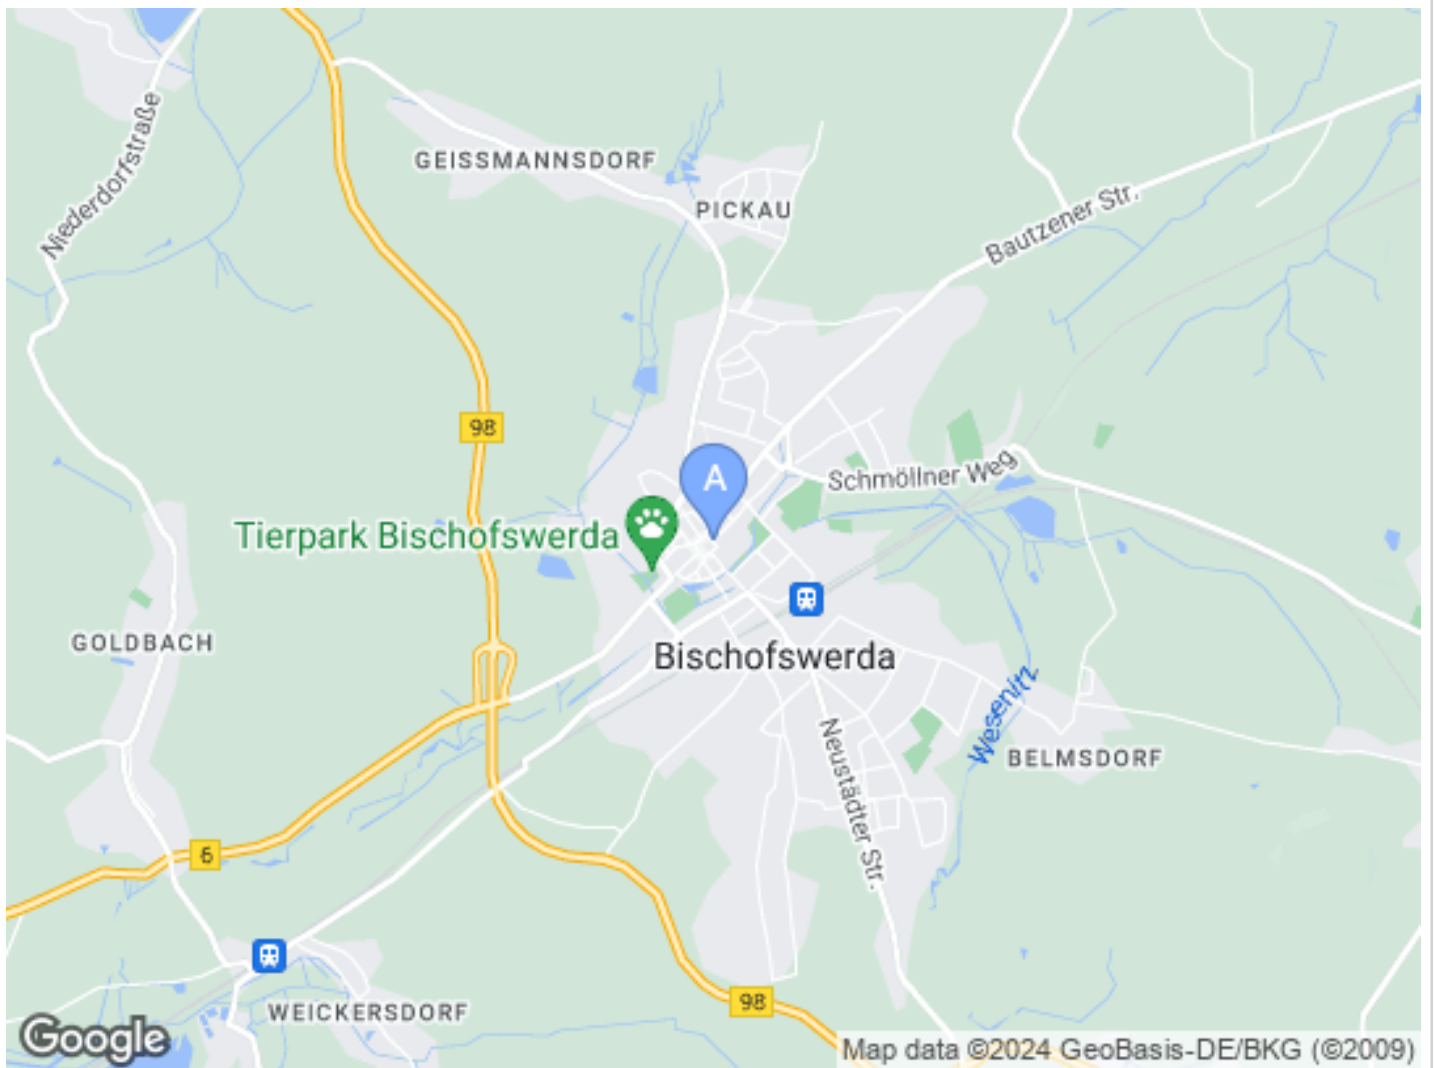 Niederdorfstraße
GEISSMANNSDORF
PICKAU
Bautzener Str.
98
A
Schmöllner Weg
Tierpark Bischofswerda
GOLDBACH
Bischofswerda
Wesenitz
Neustädter Str.
BELMSDORF
6
98
WEICKERSDORF
Google
Map data ©2024 GeoBasis-DE/BKG (©2009)